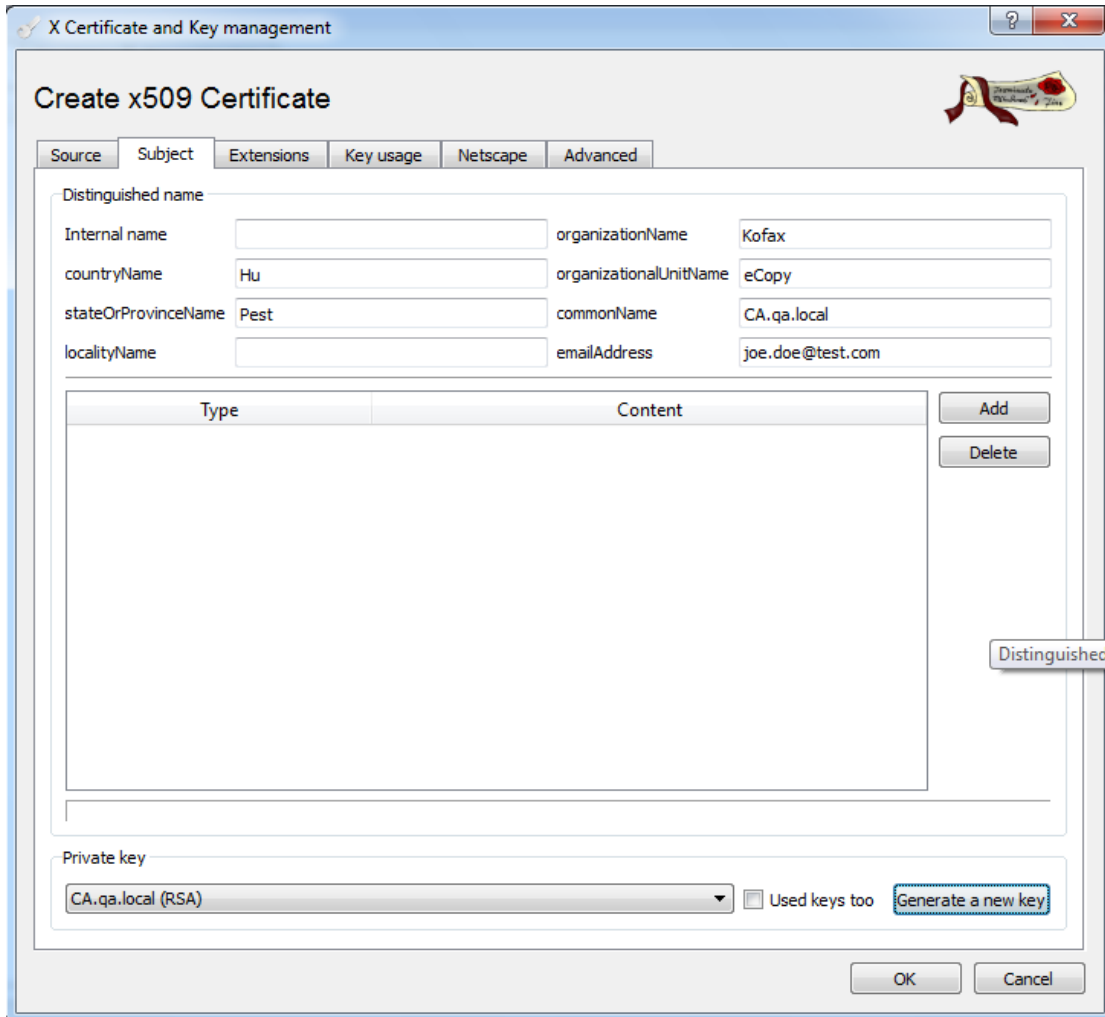 X Certificate and Key management
?
X
Create x509 Certificate
Source Subject Extensions Key usage Netscape Advanced
Distinguished name
Internal name organizationName Kofax
countryName Hu organizationalUnitName eCopy
stateOrProvinceName Pest commonName CA.qa.local
localityName emailAddress joe.doe@test.com
Type Content Add
Delete
Distinguished
Private key
CA.qa.local (RSA) Used keys too Generate a new key
OK Cancel